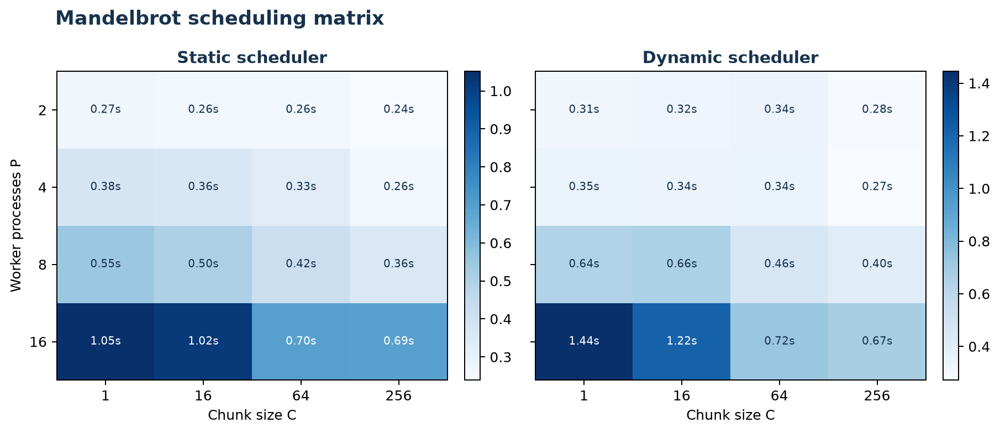 Mandelbrot scheduling matrix
Static scheduler
Worker processes P
2
0.27s 0.26s 0.26s 0.24s
4
0.38s 0.36s 0.33s 0.26s
8
0.55s 0.50s 0.42s 0.36s
16
1.05s 1.02s 0.70s 0.69s
1 16 64 256
Chunk size C
1.0
0.9
0.8
0.7
0.6
0.5
0.4
0.3
Dynamic scheduler
0.31s 0.32s 0.34s 0.28s
0.35s 0.34s 0.34s 0.27s
0.64s 0.66s 0.46s 0.40s
1.44s 1.22s 0.72s 0.67s
1 16 64 256
Chunk size C
1.4
1.2
1.0
0.8
0.6
0.4